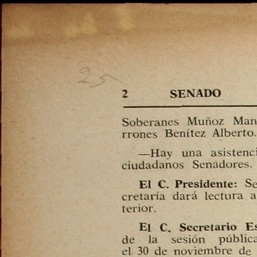 25
2 SENADO
Soberanes Muñoz Man
rrones Benítez Alberto.
—Hay una asistenci
ciudadanos Senadores.
El C. Presidente: Se
cretaría dará lectura a
terior.
El C. Secretario Es
de la sesión pública
el 30 de noviembre de